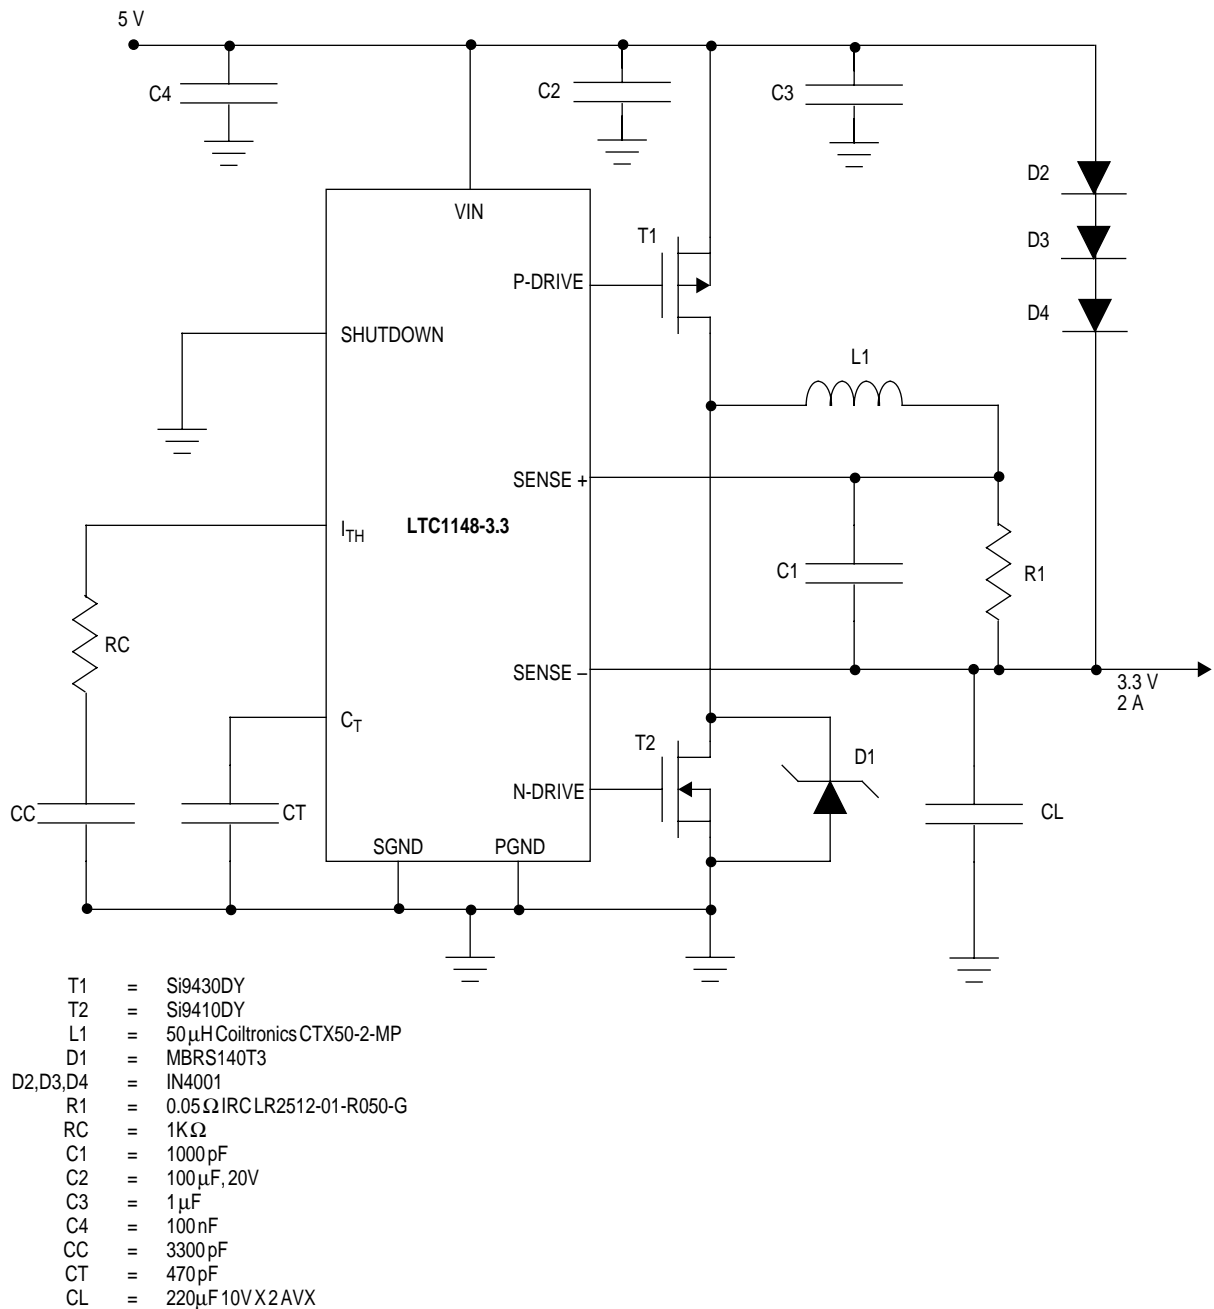 5 V
C4
C2
C3
D2
VIN
T1
D3
P-DRIVE
D4
SHUTDOWN
L1
SENSE +
I_TH
LTC1148-3.3
C1
R1
RC
SENSE –
3.3 V
2 A
C_T
T2
D1
N-DRIVE
CC
CT
CL
SGND
PGND
T1 = Si9430DY
T2 = Si9410DY
L1 = 50 µH Coiltronics CTX50-2-MP
D1 = MBRS140T3
D2,D3,D4 = IN4001
R1 = 0.05 Ω IRC LR2512-01-R050-G
RC = 1K Ω
C1 = 1000 pF
C2 = 100 µF, 20V
C3 = 1 µF
C4 = 100 nF
CC = 3300 pF
CT = 470 pF
CL = 220µF 10V X 2 AVX